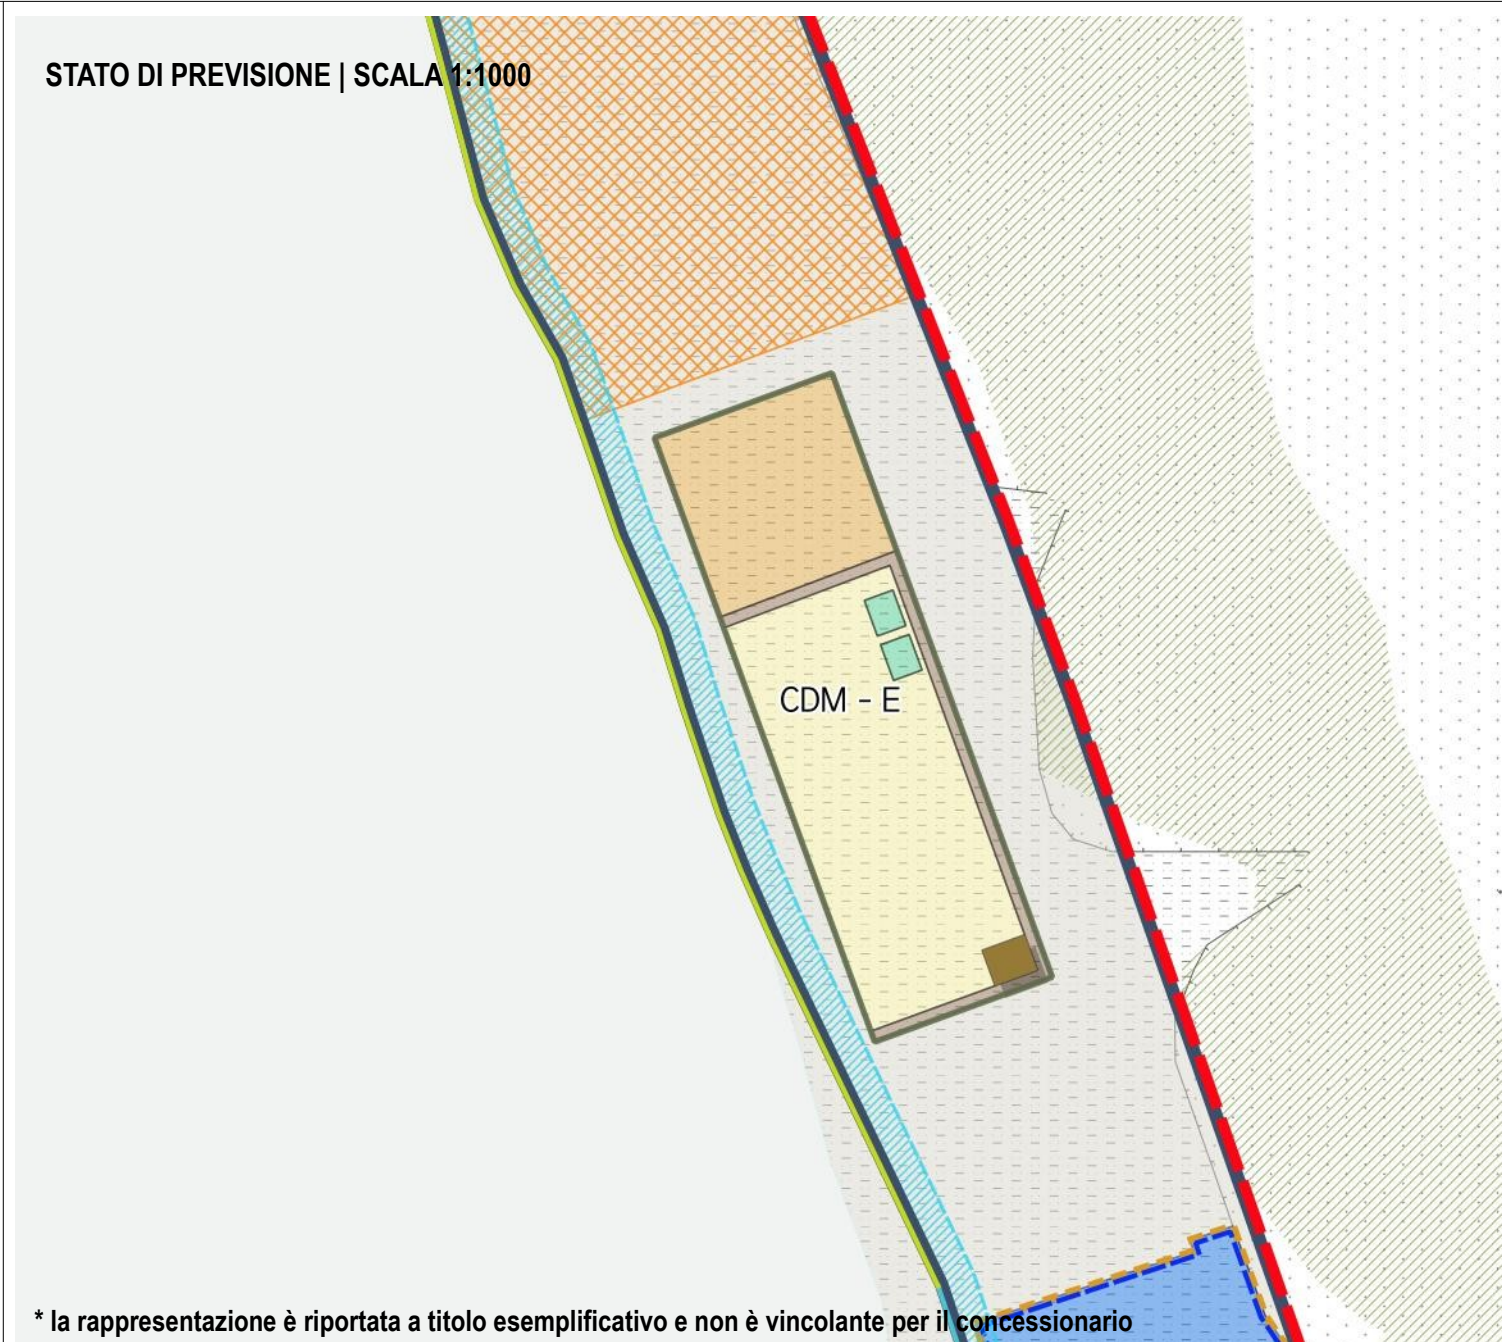 STATO DI PREVISIONE | SCALA 1:1000
CDM - E
* la rappresentazione è riportata a titolo esemplificativo e non è vincolante per il concessionario